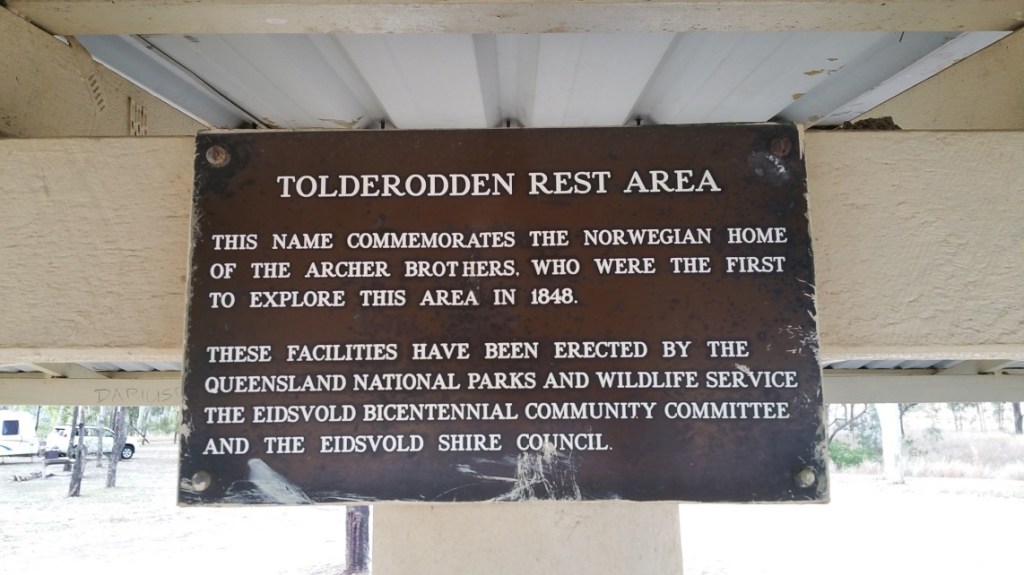 TOLDERODDEN REST AREA
THIS NAME COMMEMORATES THE NORWEGIAN HOME
OF THE ARCHER BROTHERS. WHO WERE THE FIRST
TO EXPLORE THIS AREA IN 1848.
THESE FACILITIES HAVE BEEN ERECTED BY THE
QUEENSLAND NATIONAL PARKS AND WILDLIFE SERVICE
THE EIDSVOLD BICENTENNIAL COMMUNITY COMMITTEE
AND THE EIDSVOLD SHIRE COUNCIL.
DARIUS